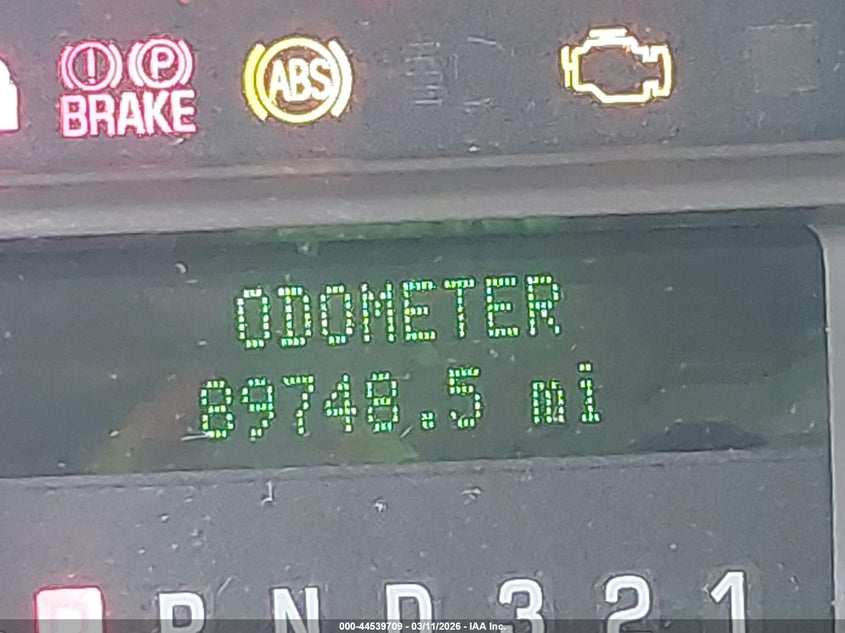 ! P
BRAKE
ABS
ODOMETER
89748.5 mi
P R N D 3 2 1
000-44539709 - 03/11/2026 - IAA Inc.